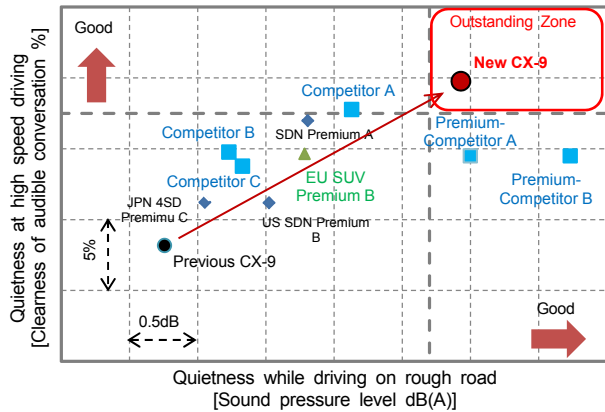 Outstanding Zone
Good
New CX-9
Competitor A
SDN Premium A
Competitor B
Premium-
Competitor A
Competitor C
EU SUV
Premium B
Premium-
Competitor B
JPN 4SD
Premimu C
US SDN Premium
B
Previous CX-9
5%
0.5dB
Good
Quietness at high speed driving
[Clearness of audible conversation %]
Quietness while driving on rough road
[Sound pressure level dB(A)]